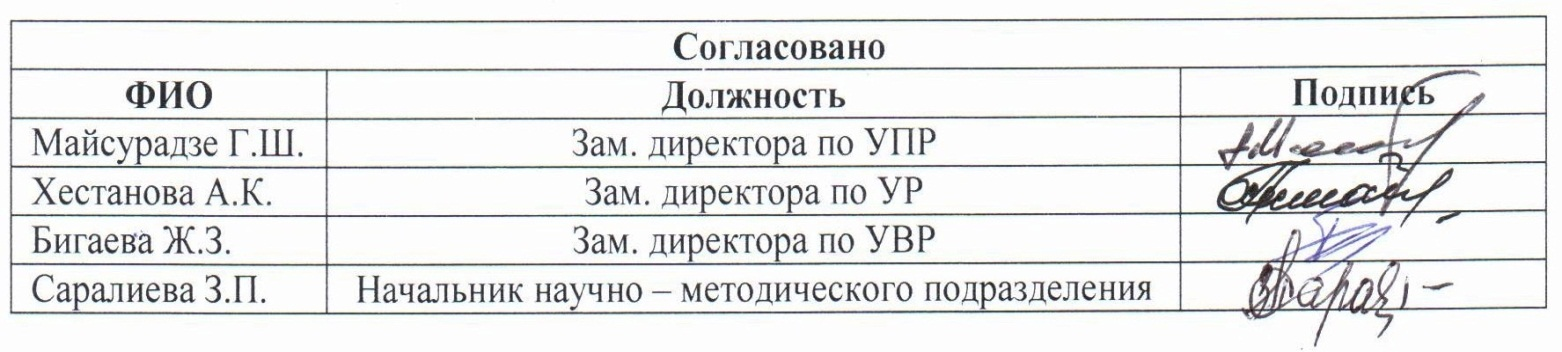 Согласовано
ФИО Должность Подпись
Майсурадзе Г.Ш. Зам. директора по УПР
Хестанова А.К. Зам. директора по УР
Бигаева Ж.З. Зам. директора по УВР
Саралиева З.П. Начальник научно – методического подразделения